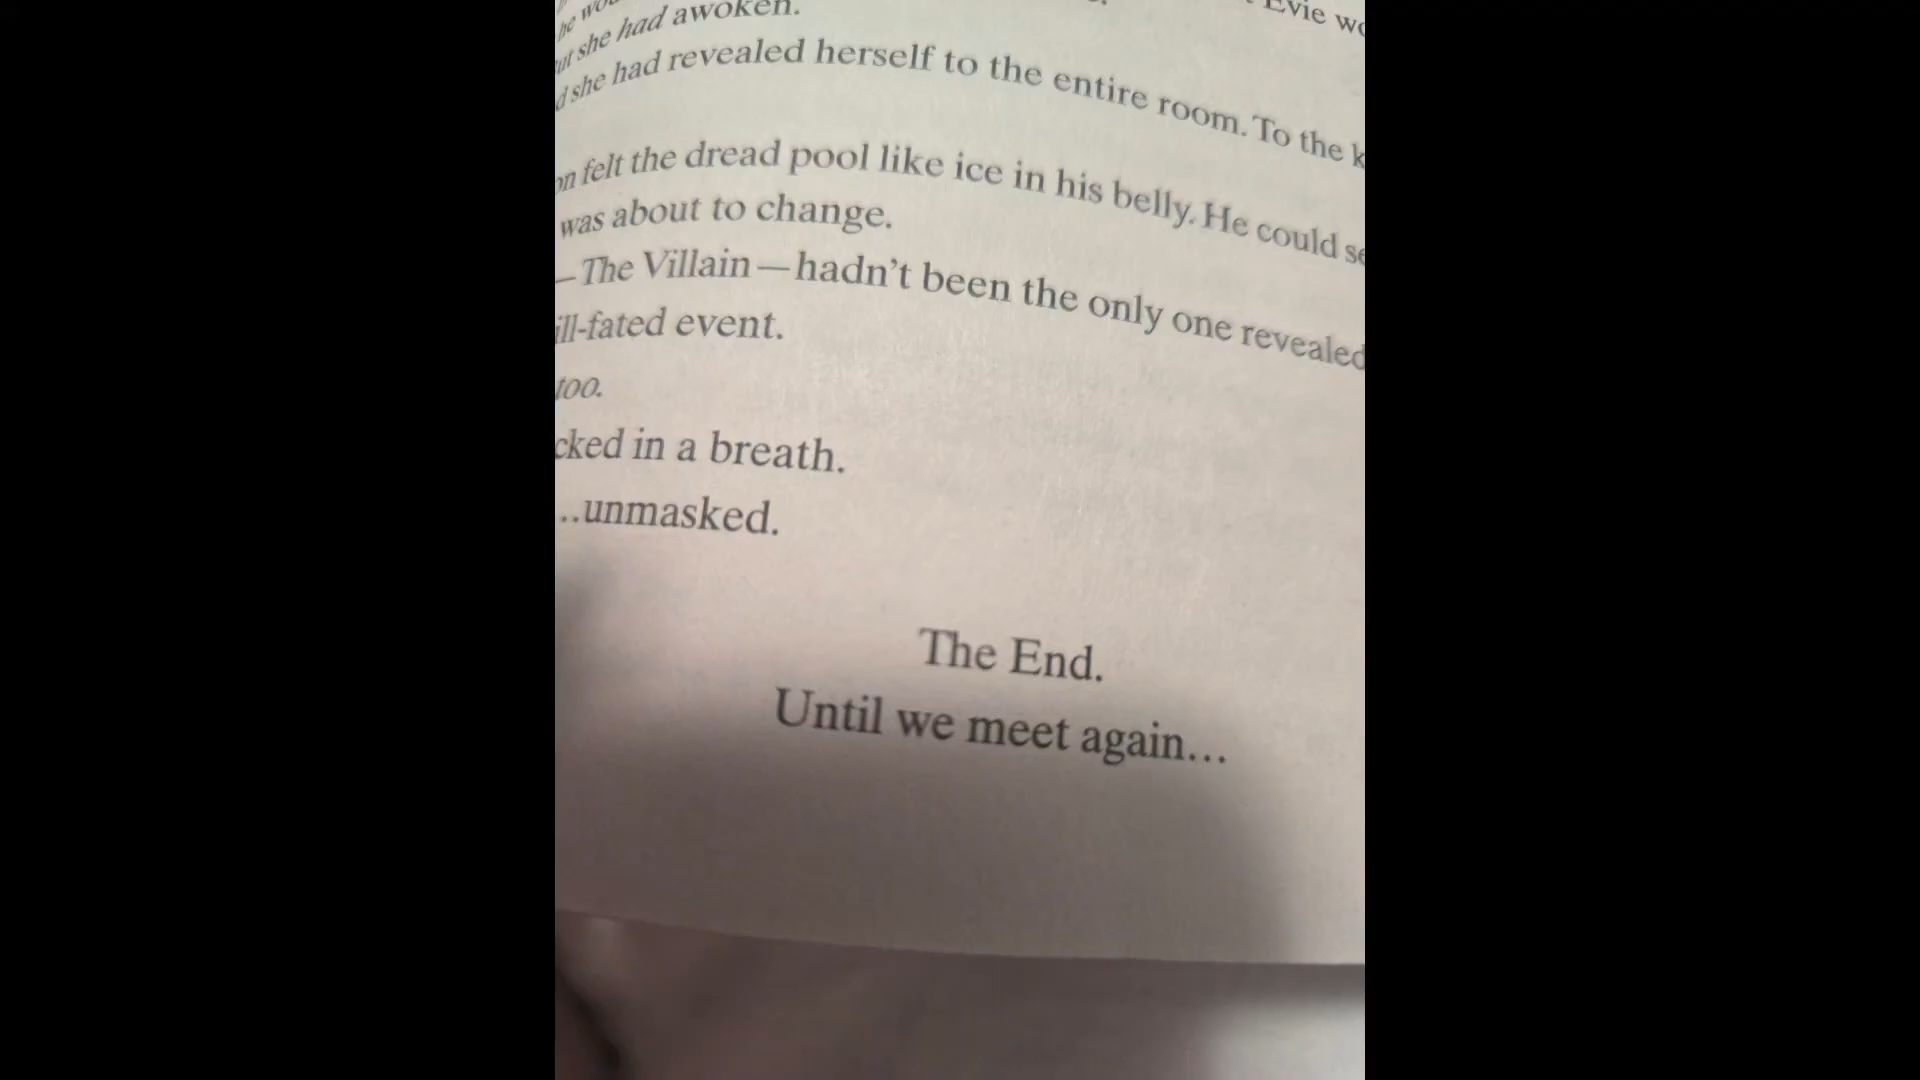 Evie
she had awoken.
she had revealed herself to the entire room. To the
felt the dread pool like ice in his belly. He could
was about to change.
—The Villain—hadn't been the only one revealed
ill-fated event.
too.
in a breath.
...unmasked.
The End.
Until we meet again...